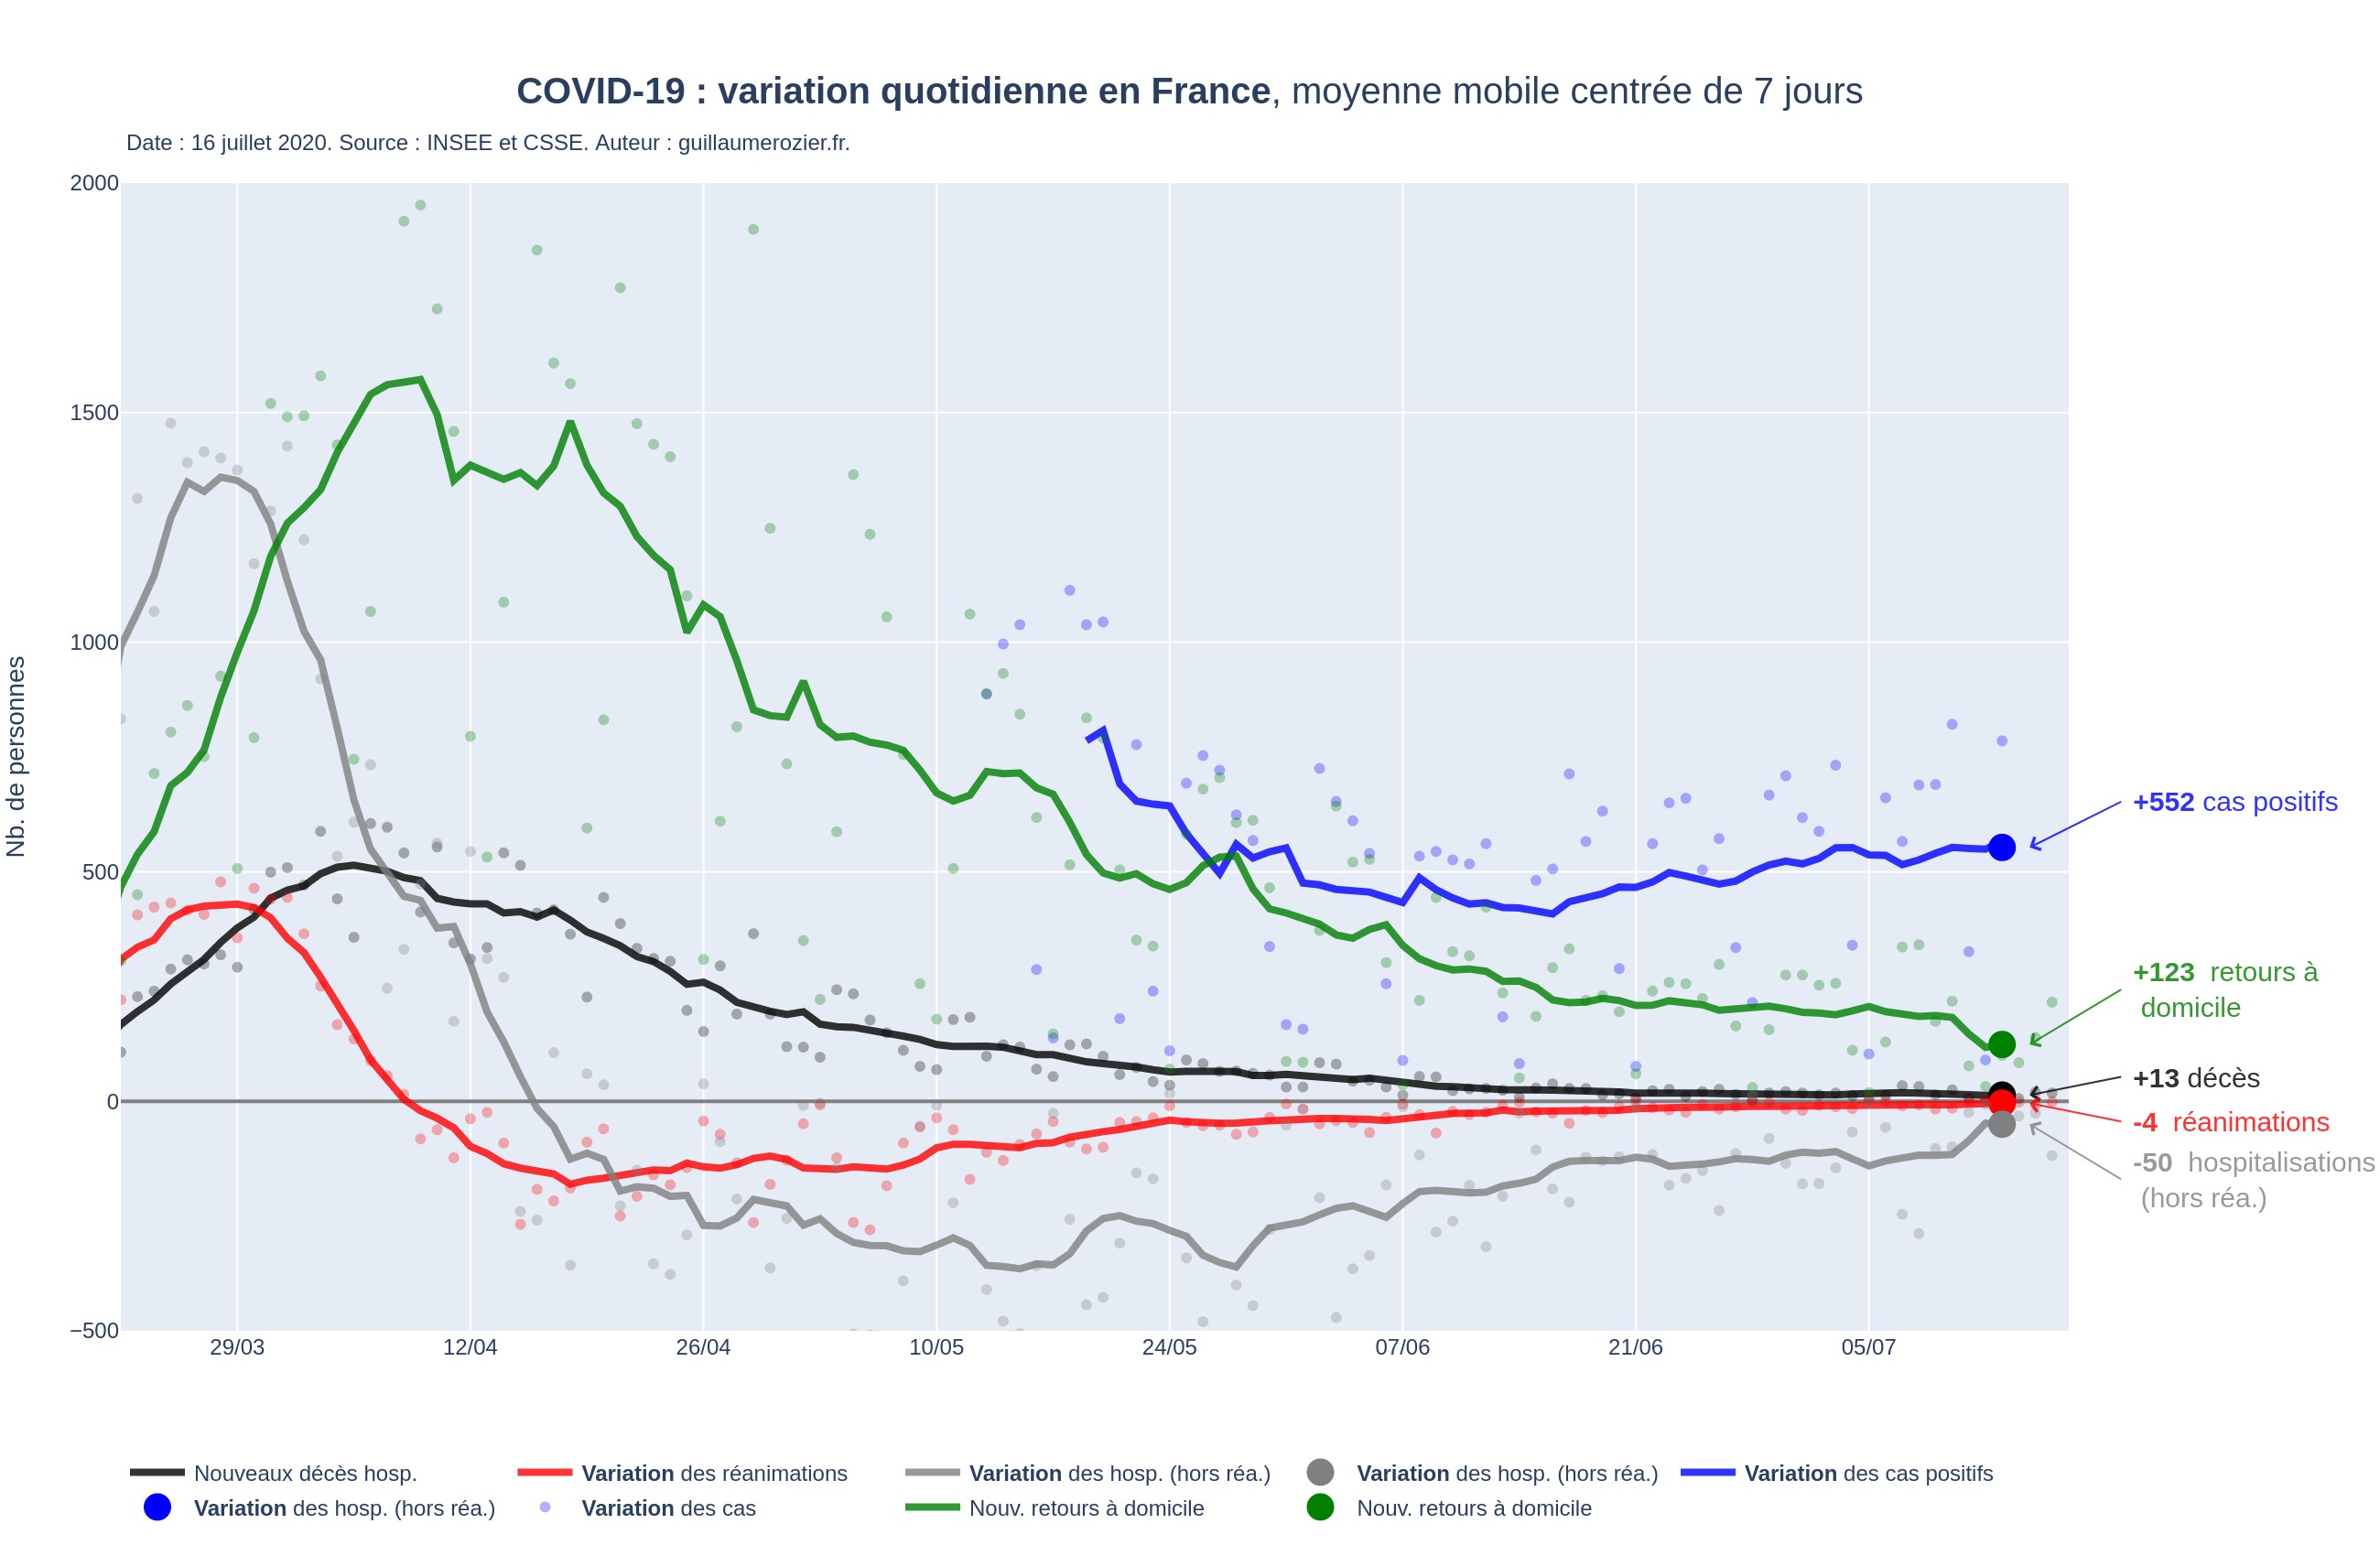 COVID-19 : variation quotidienne en France, moyenne mobile centrée de 7 jours
Date : 16 juillet 2020. Source : INSEE et CSSE. Auteur : guillaumerozier.fr.
Nb. de personnes
2000
1500
1000
500
0
−500
29/03
12/04
26/04
10/05
24/05
07/06
21/06
05/07
+552 cas positifs
+123 retours à
domicile
+13 décès
-4 réanimations
-50 hospitalisations
(hors réa.)
Nouveaux décès hosp.
Variation des réanimations
Variation des hosp. (hors réa.)
Variation des hosp. (hors réa.)
Variation des cas positifs
Variation des hosp. (hors réa.)
Variation des cas
Nouv. retours à domicile
Nouv. retours à domicile